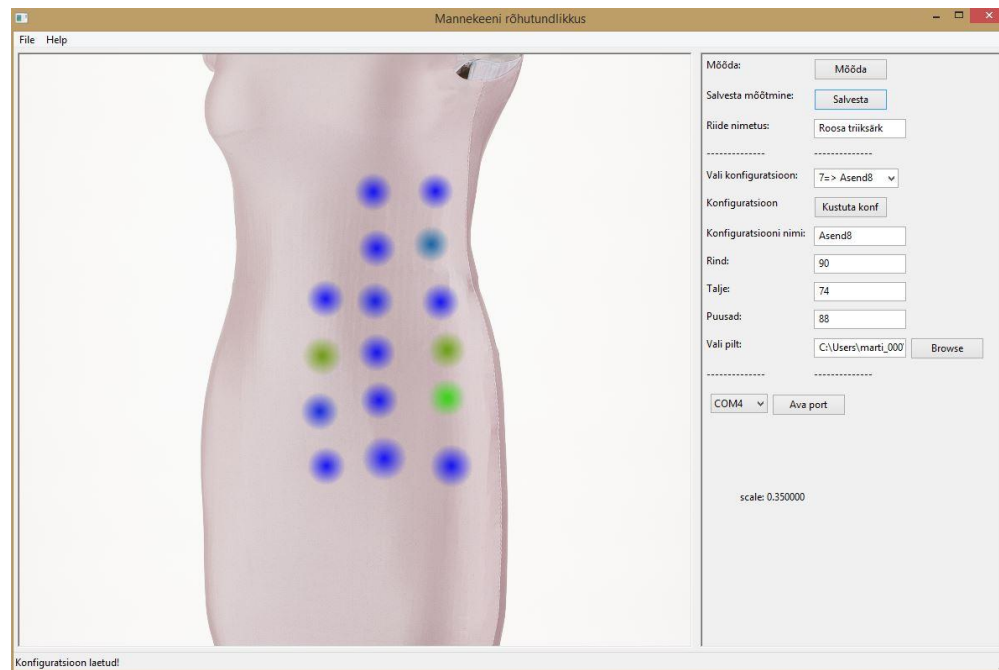 Mannekeeni rõhutundlikkus
File Help
Mõõda: Mõõda
Salvesta mõõtmine: Salvesta
Riide nimetus: Roosa triiksärk
-------------- --------------
Vali konfiguratsioon: 7=> Asend8
Konfiguratsioon Kustuta konf
Konfiguratsiooni nimi: Asend8
Rind: 90
Talje: 74
Puusad: 88
Vali pilt: C:\Users\marti_000 Browse
-------------- --------------
COM4 Ava port
scale: 0.350000
Konfiguratsioon laetud!